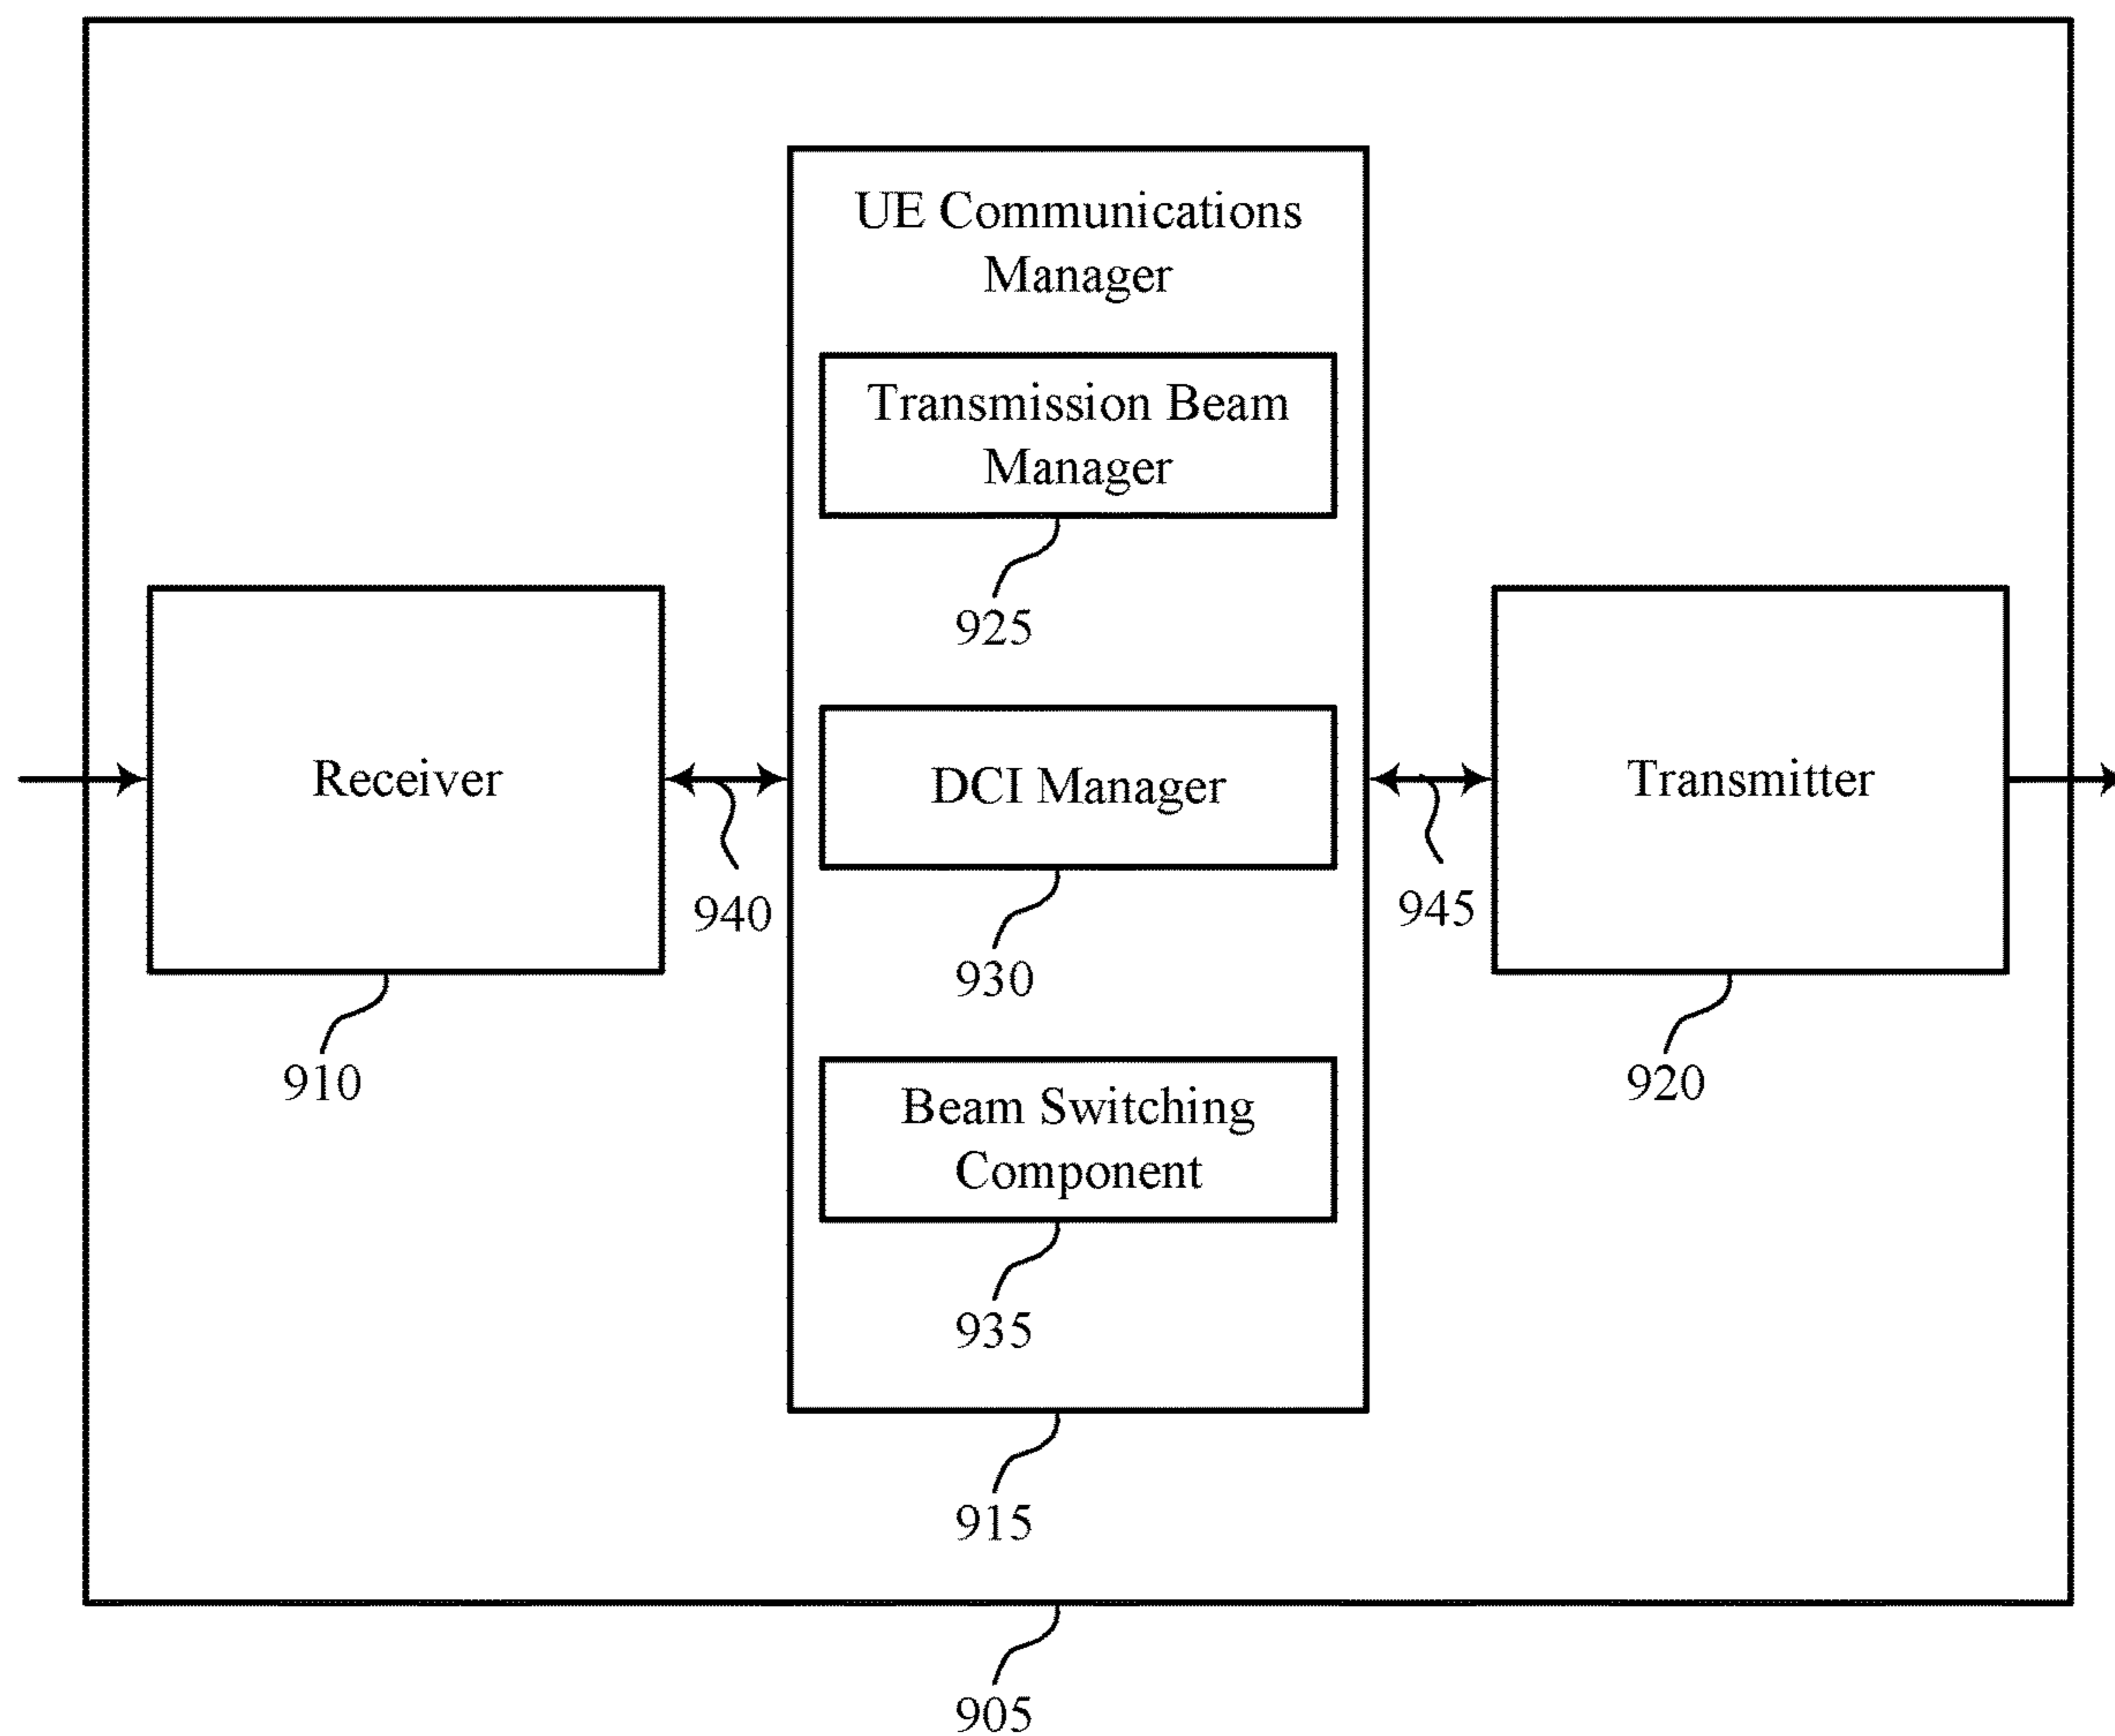 UE Communications
Manager
Transmission Beam
Manager
925
Receiver
DCI Manager
Transmitter
940
945
930
910
920
Beam Switching
Component
935
915
905